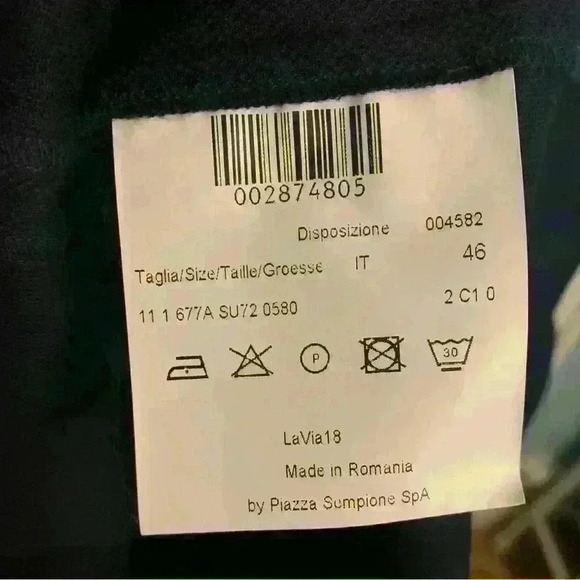 002874805
Disposizione 004582
Taglia/Size/Taille/Groesse IT 46
11 1 677A SU72 0580 2 C1 0
P 30
LaVia18
Made in Romania
by Piazza Sempione SpA